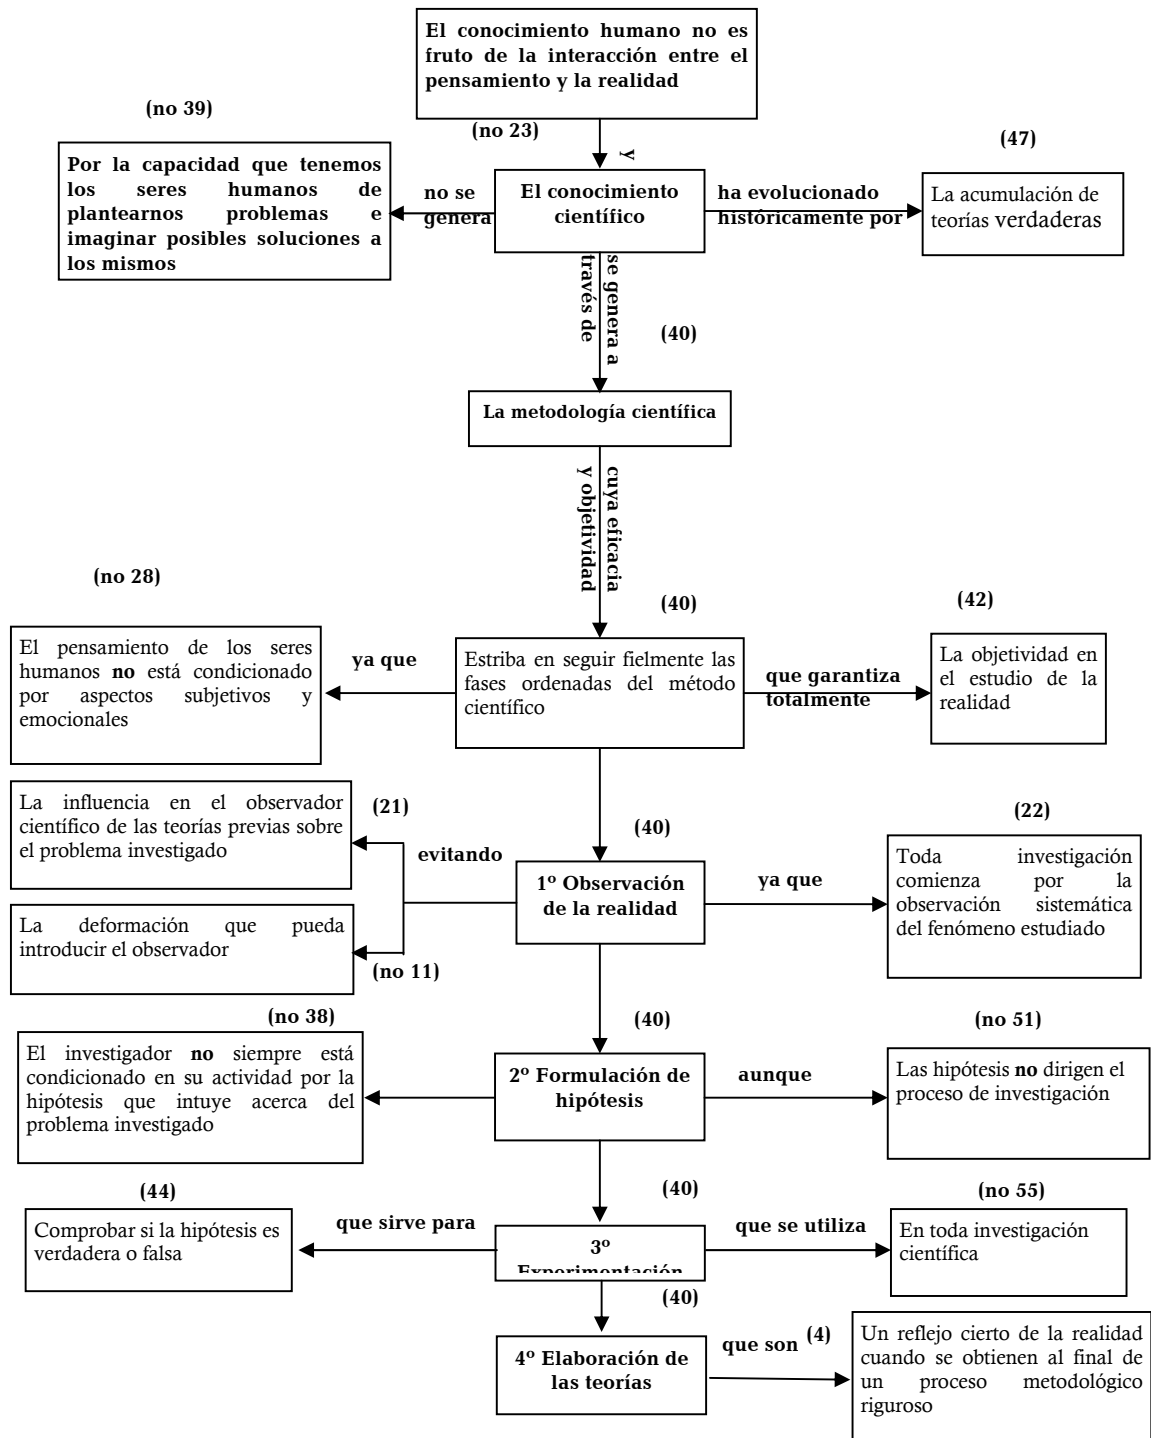 El conocimiento humano no es
fruto de la interacción entre el
pensamiento y la realidad
(no 39)
(no 23)
y
(47)
Por la capacidad que tenemos
los seres humanos de
plantearnos problemas e
imaginar posibles soluciones a
los mismos
no se
genera
El conocimiento
científico
ha evolucionado
históricamente por
La acumulación de
teorías verdaderas
se genera a
través de
(40)
La metodología científica
cuya eficacia
y objetividad
(no 28)
(40)
(42)
El pensamiento de los seres
humanos no está condicionado
por aspectos subjetivos y
emocionales
ya que
Estriba en seguir fielmente las
fases ordenadas del método
científico
que garantiza
totalmente
La objetividad en
el estudio de la
realidad
La influencia en el observador
científico de las teorías previas sobre
el problema investigado
(21)
evitando
(40)
(22)
1º Observación
de la realidad
ya que
Toda investigación
comienza por la
observación sistemática
del fenómeno estudiado
La deformación que pueda
introducir el observador
(no 11)
(no 38)
(40)
(no 51)
El investigador no siempre está
condicionado en su actividad por la
hipótesis que intuye acerca del
problema investigado
2º Formulación de
hipótesis
aunque
Las hipótesis no dirigen el
proceso de investigación
(44)
(40)
(no 55)
Comprobar si la hipótesis es
verdadera o falsa
que sirve para
3º
Experimentación
que se utiliza
En toda investigación
científica
(40)
4º Elaboración de
las teorías
que son (4)
Un reflejo cierto de la realidad
cuando se obtienen al final de
un proceso metodológico
riguroso